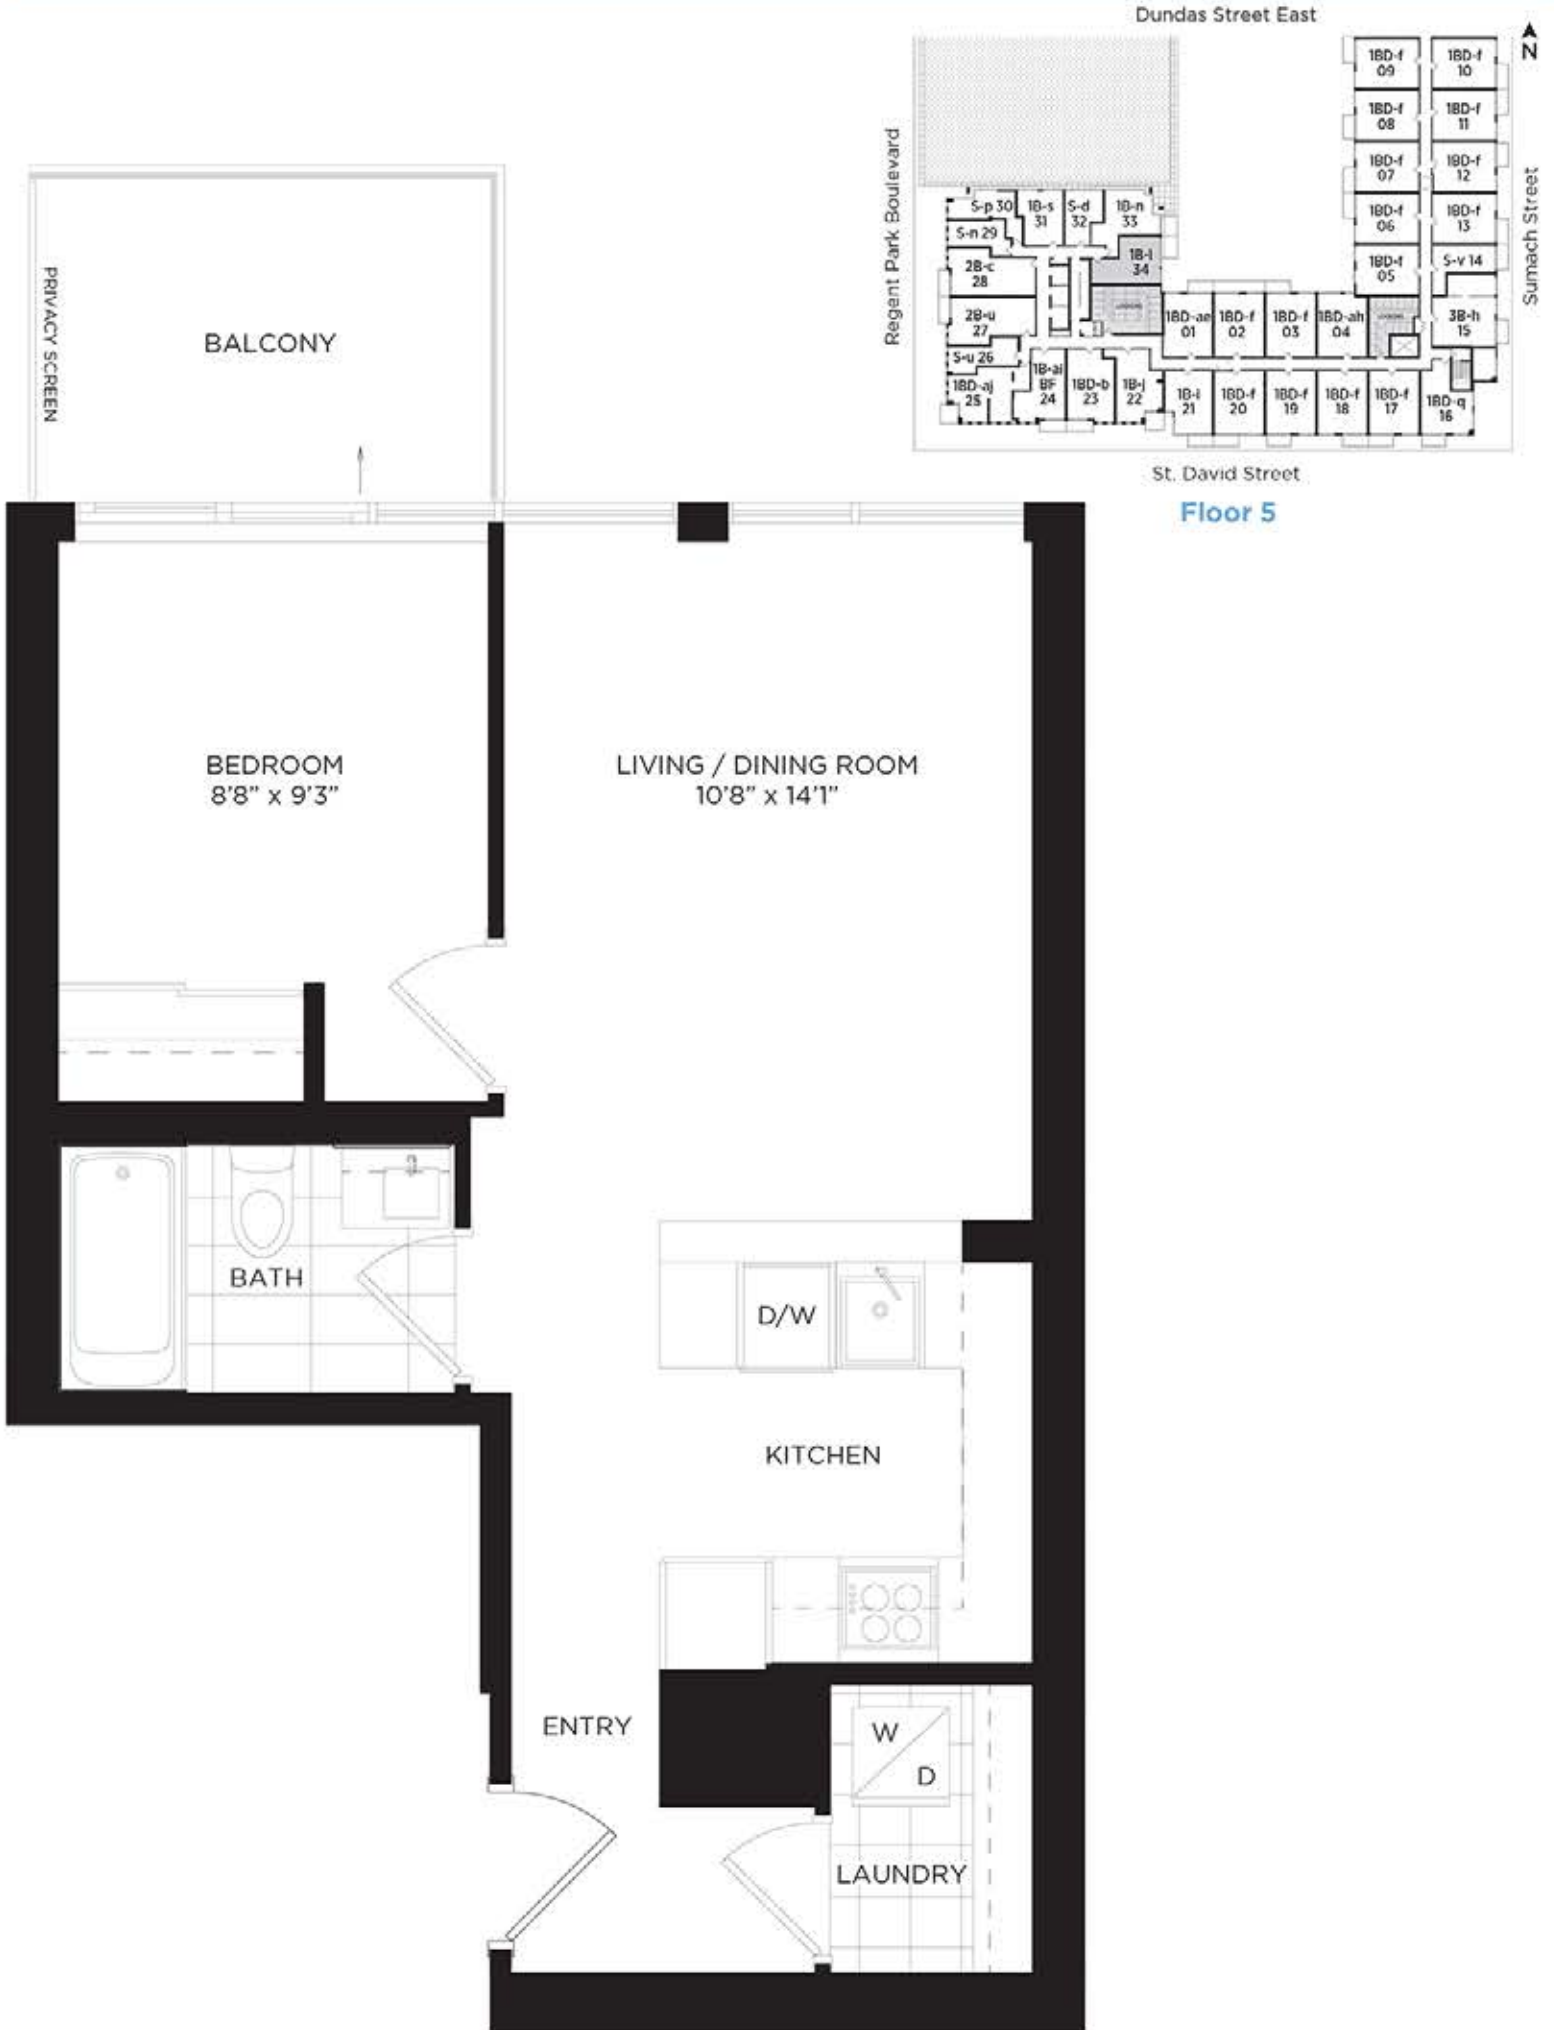 Dundas Street East
N
Regent Park Boulevard
Sumach Street
1BD-f
09
1BD-f
10
1BD-f
08
1BD-f
11
1BD-f
07
1BD-f
12
1BD-f
06
1BD-f
13
1BD-f
05
S-v 14
3B-h
15
S-p 30
1B-s
31
S-d
32
1B-n
33
S-n 29
1B-l
34
2B-c
28
2B-u
27
S-u 26
1BD-aj
25
1B-ai
BF
24
1BD-b
23
1B-j
22
1BD-ae
01
1BD-f
02
1BD-f
03
1BD-ah
04
1B-i
21
1BD-f
20
1BD-f
19
1BD-f
18
1BD-f
17
1BD-q
16
St. David Street
Floor 5
PRIVACY SCREEN
BALCONY
BEDROOM
8'8” x 9'3”
LIVING / DINING ROOM
10'8” x 14'1”
BATH
D/W
KITCHEN
ENTRY
W
D
LAUNDRY